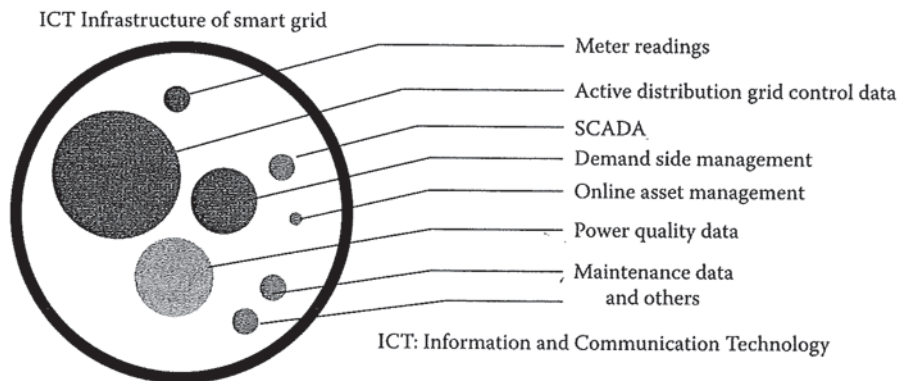 ICT Infrastructure of smart grid
Meter readings
Active distribution grid control data
SCADA
Demand side management
Online asset management
Power quality data
Maintenance data
and others
ICT: Information and Communication Technology